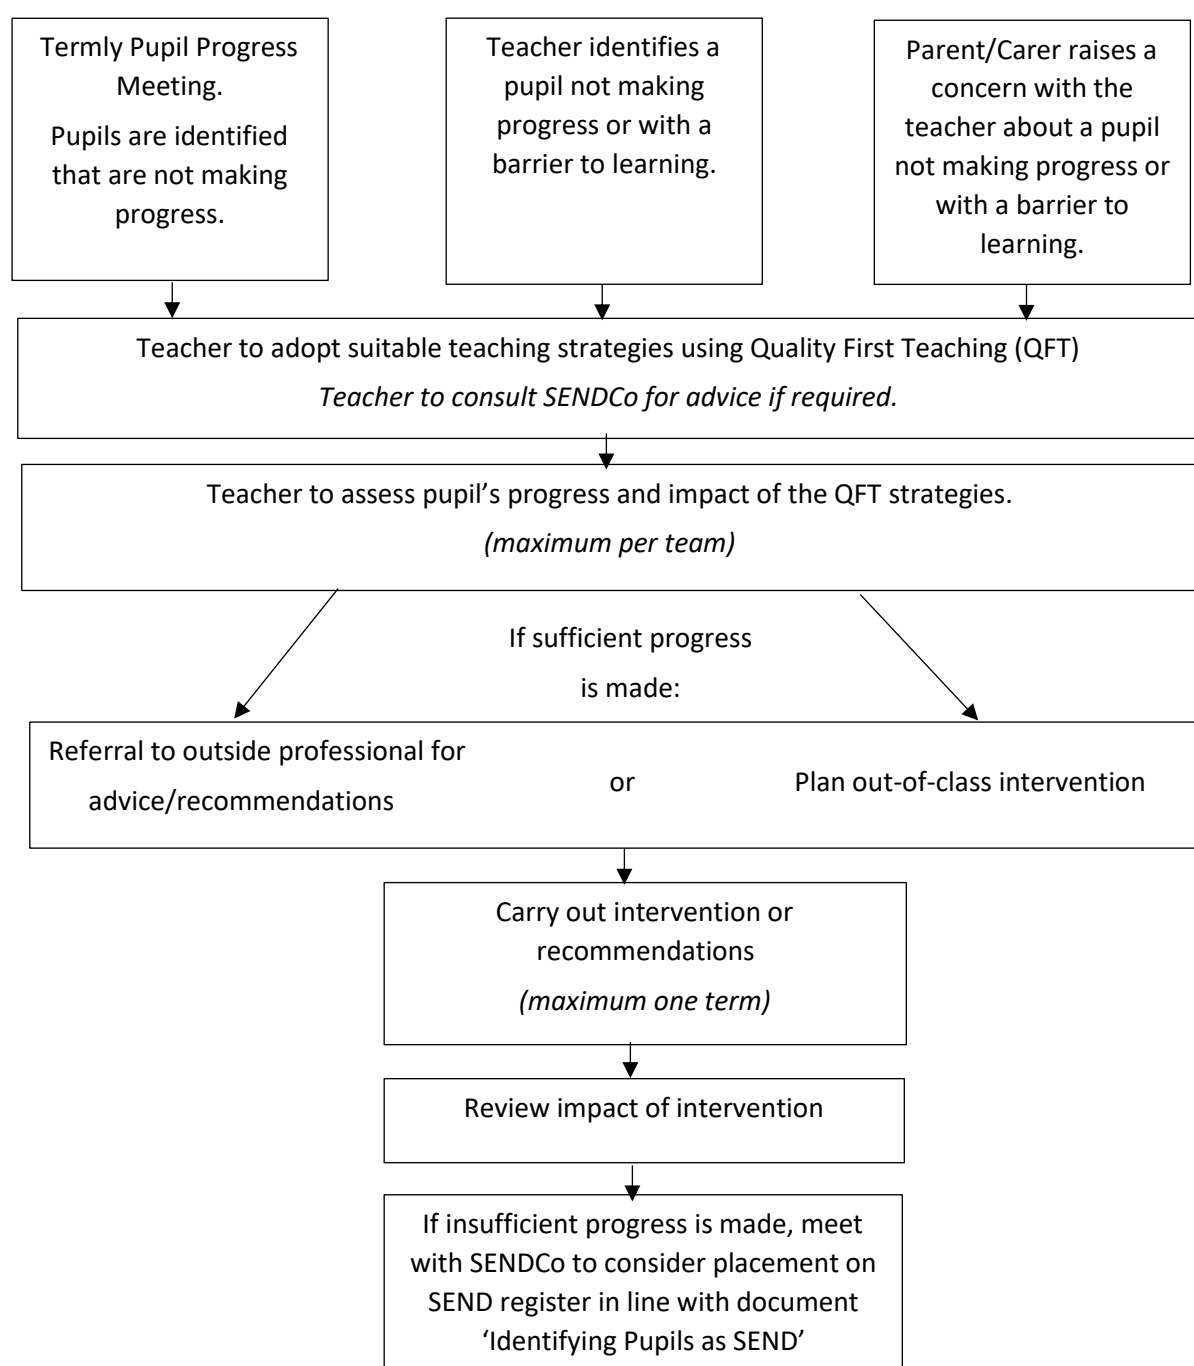 Termly Pupil Progress
Meeting.
Pupils are identified
that are not making
progress.
Teacher identifies a
pupil not making
progress or with a
barrier to learning.
Parent/Carer raises a
concern with the
teacher about a pupil
not making progress or
with a barrier to
learning.
Teacher to adopt suitable teaching strategies using Quality First Teaching (QFT)
Teacher to consult SENDCo for advice if required.
Teacher to assess pupil’s progress and impact of the QFT strategies.
(maximum per team)
If sufficient progress
is made:
Referral to outside professional for
advice/recommendations
or
Plan out-of-class intervention
Carry out intervention or
recommendations
(maximum one term)
Review impact of intervention
If insufficient progress is made, meet
with SENDCo to consider placement on
SEND register in line with document
‘Identifying Pupils as SEND’